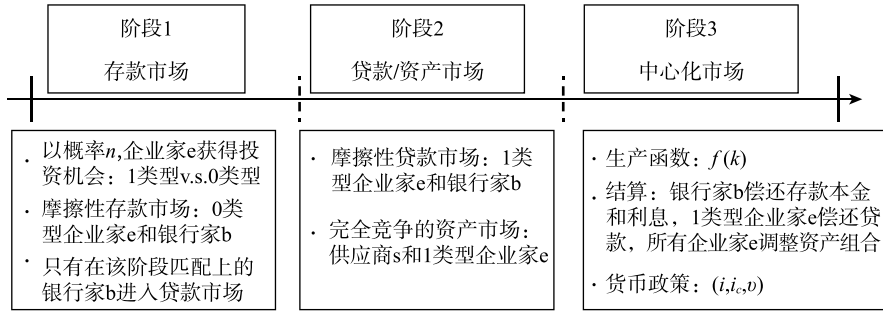 阶段1
存款市场
阶段2
贷款/资产市场
阶段3
中心化市场
· 以概率n,企业家e获得投
资机会：1类型v.s.0类型
· 摩擦性存款市场：0类
型企业家e和银行家b
· 只有在该阶段匹配上的
银行家b进入贷款市场
· 摩擦性贷款市场：1类
型企业家e和银行家b
· 完全竞争的资产市场：
供应商s和1类型企业家e
· 生产函数：f(k)
· 结算：银行家b偿还存款本金
和利息，1类型企业家e偿还贷
款，所有企业家e调整资产组合
· 货币政策：(i,i_c,υ)